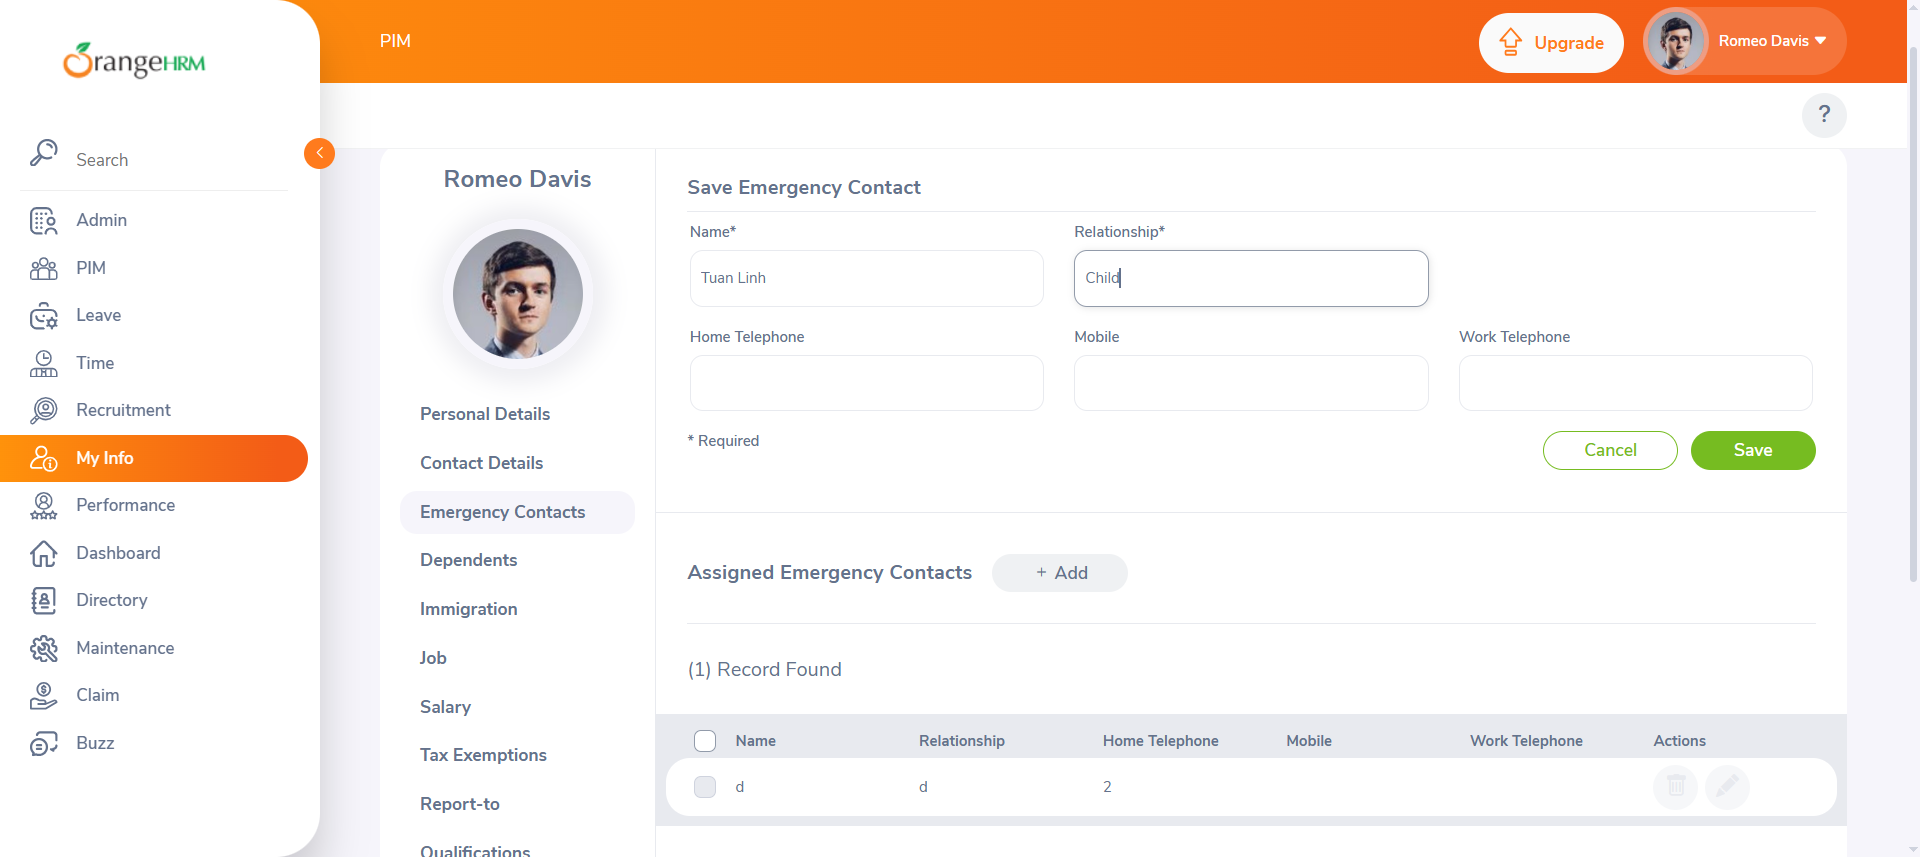 OrangeHRM
PIM
Upgrade
Romeo Davis
?
Search
Admin
PIM
Leave
Time
Recruitment
My Info
Performance
Dashboard
Directory
Maintenance
Claim
Buzz
Romeo Davis
Personal Details
Contact Details
Emergency Contacts
Dependents
Immigration
Job
Salary
Tax Exemptions
Report-to
Qualifications
Save Emergency Contact
Name* Relationship*
Tuan Linh Child
Home Telephone Mobile Work Telephone
* Required
Cancel Save
Assigned Emergency Contacts + Add
(1) Record Found
Name Relationship Home Telephone Mobile Work Telephone Actions
d d 2